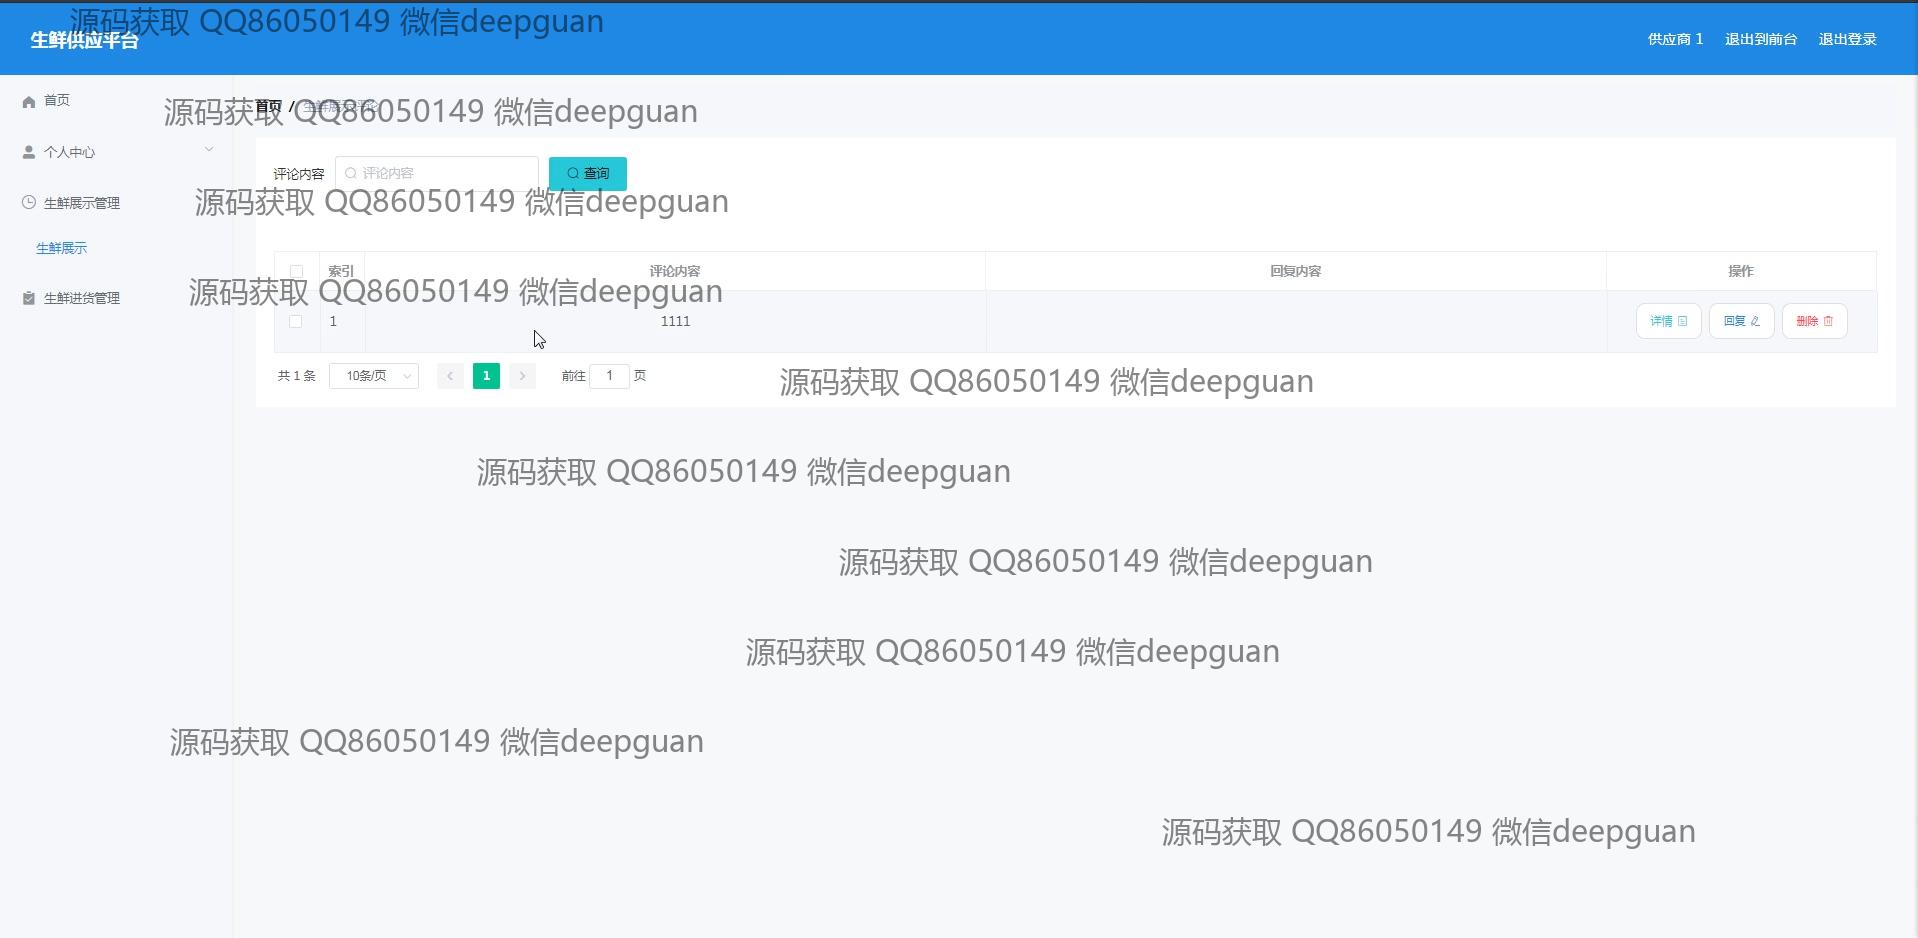 源码获取 QQ86050149 微信deepguan
生鲜供应平台
供应商 1 退出到前台 退出登录
首页
源码获取 QQ86050149 微信deepguan
首页 / 生鲜展示评论
个人中心
评论内容 评论内容 查询
生鲜展示管理
源码获取 QQ86050149 微信deepguan
生鲜展示
索引 评论内容 回复内容 操作
生鲜进货管理
源码获取 QQ86050149 微信deepguan
1 1111 详情 回复 删除
共 1 条 10条/页 1 前往 1 页
源码获取 QQ86050149 微信deepguan
源码获取 QQ86050149 微信deepguan
源码获取 QQ86050149 微信deepguan
源码获取 QQ86050149 微信deepguan
源码获取 QQ86050149 微信deepguan
源码获取 QQ86050149 微信deepguan